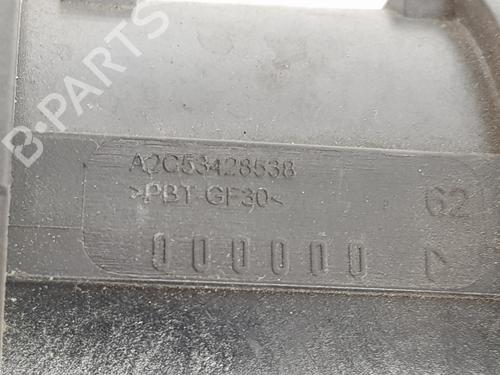 B-PARTS
A2C53428538
>PBT-GF30<
62
000000